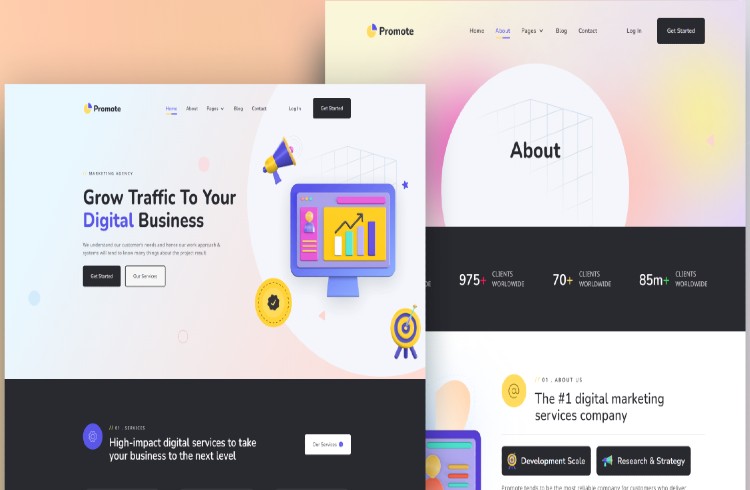 Promote
Home About Pages Blog Contact
Log In
Get Started
MARKETING AGENCY
Grow Traffic To Your
Digital Business
We understand our customer's needs and hence our work approach &
systems will tend to know many things about the project result
Get Started
Our Services
// 01 . SERVICES
High-impact digital services to take
your business to the next level
Our Services
Promote
Home About Pages Blog Contact
Log In
Get Started
About
DE
975+ CLIENTS
WORLDWIDE
70+ CLIENTS
WORLDWIDE
85m+ CLIENTS
WORLDWIDE
// 01 . ABOUT US
The #1 digital marketing
services company
Development Scale
Research & Strategy
Promote tends to be the most reliable company for customers who deliver